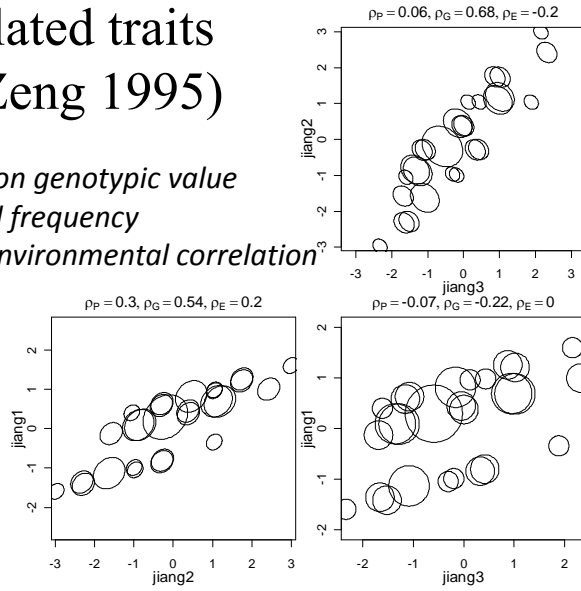 lated traits
Zeng 1995)
on genotypic value
frequency
nvironmental correlation
ρP = 0.06, ρG = 0.68, ρE = -0.2
3
2
1
0
-1
-2
-3
jiang2
-3 -2 -1 0 1 2 3
jiang3
ρP = 0.3, ρG = 0.54, ρE = 0.2
2
1
0
-1
-2
jiang1
-3 -2 -1 0 1 2 3
jiang2
ρP = -0.07, ρG = -0.22, ρE = 0
2
1
0
-1
-2
jiang1
-2 -1 0 1 2
jiang3